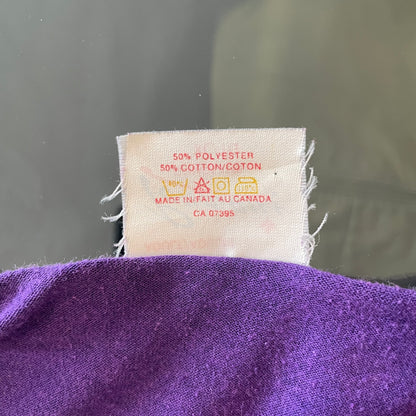 50% POLYESTER
50% COTTON/COTON
MADE IN/FAIT AU CANADA
CA 07395